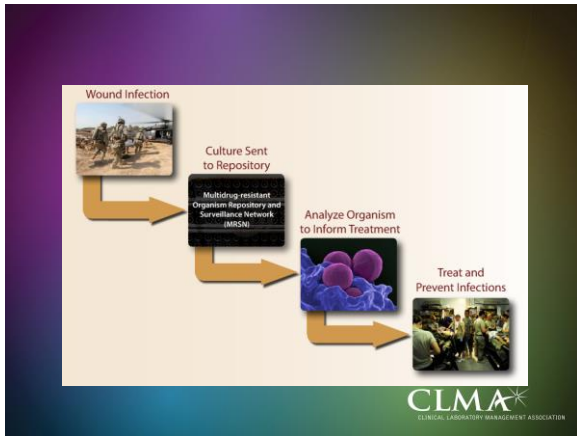 Wound Infection
Culture Sent
to Repository
Multidrug-resistant
Organism Repository and
Surveillance Network
(MRSN)
Analyze Organism
to Inform Treatment
Treat and
Prevent Infections
CLMA
CLINICAL LABORATORY MANAGEMENT ASSOCIATION